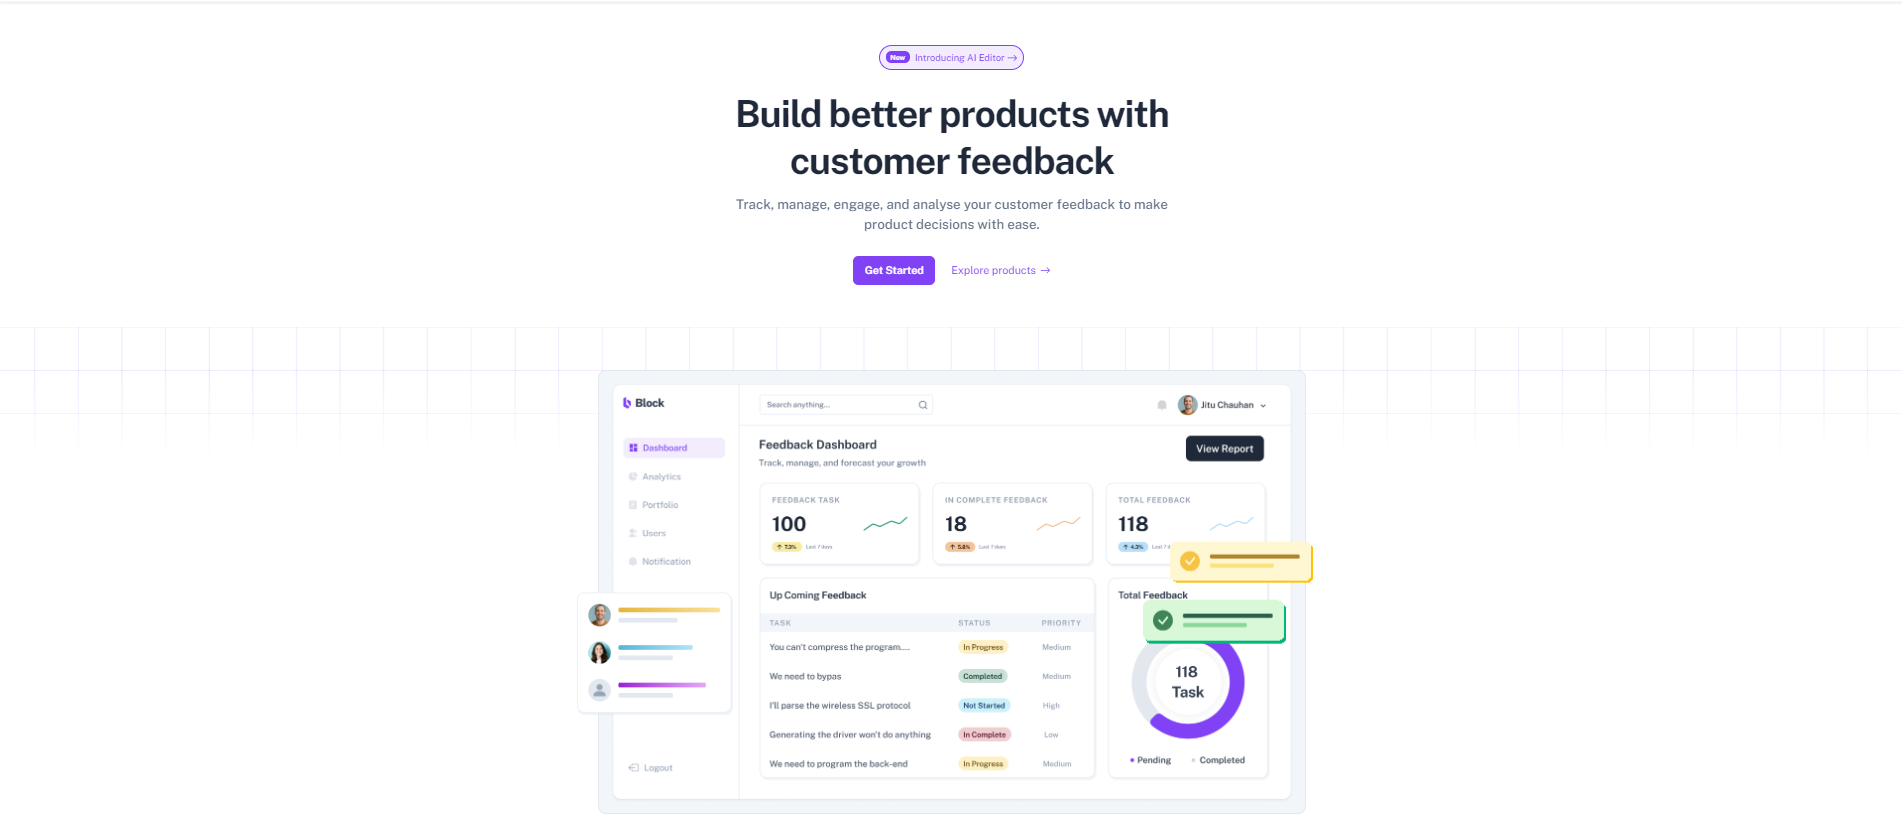 New Introducing AI Editor →
Build better products with
customer feedback
Track, manage, engage, and analyse your customer feedback to make
product decisions with ease.
Get Started
Explore products →
Block
Search anything...
Jitu Chauhan
Dashboard
Analytics
Portfolio
Users
Notification
Logout
Feedback Dashboard
Track, manage, and forecast your growth
View Report
FEEDBACK TASK
100
↑ 7.3% Last 7 days
IN COMPLETE FEEDBACK
18
↑ 5.8% Last 7 days
TOTAL FEEDBACK
118
↑ 4.3% Last 7 d
Up Coming Feedback
TASK STATUS PRIORITY
You can't compress the program.... In Progress Medium
We need to bypas Completed Medium
I'll parse the wireless SSL protocol Not Started High
Generating the driver won't do anything In Complete Low
We need to program the back-end In Progress Medium
Total Feedback
118
Task
Pending Completed